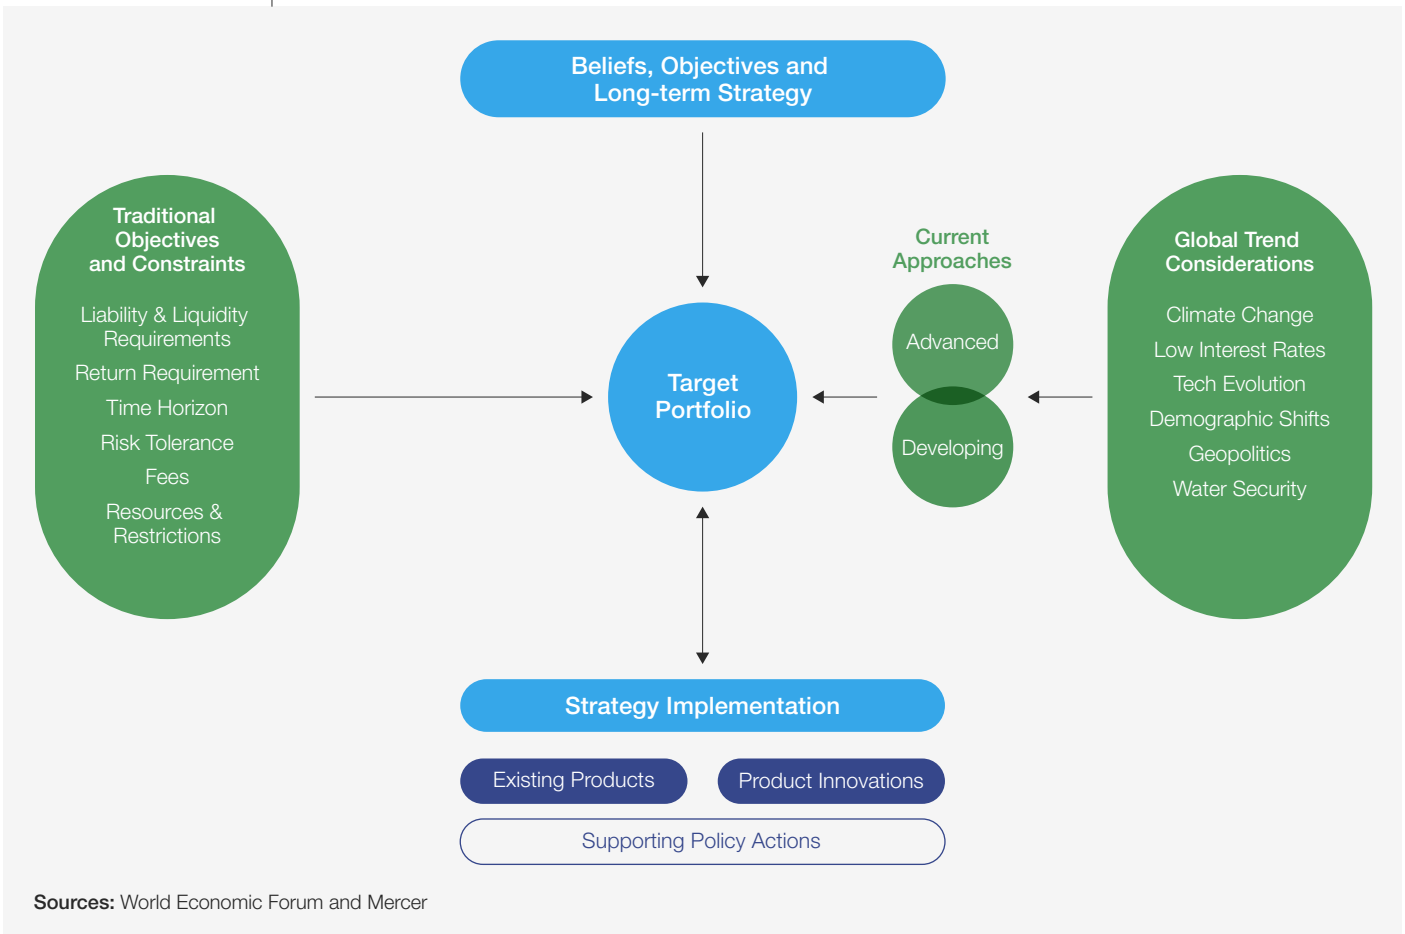 Beliefs, Objectives and
Long-term Strategy
Traditional
Objectives
and Constraints
Liability & Liquidity
Requirements
Return Requirement
Time Horizon
Risk Tolerance
Fees
Resources &
Restrictions
Target
Portfolio
Current
Approaches
Advanced
Developing
Global Trend
Considerations
Climate Change
Low Interest Rates
Tech Evolution
Demographic Shifts
Geopolitics
Water Security
Strategy Implementation
Existing Products
Product Innovations
Supporting Policy Actions
Sources: World Economic Forum and Mercer